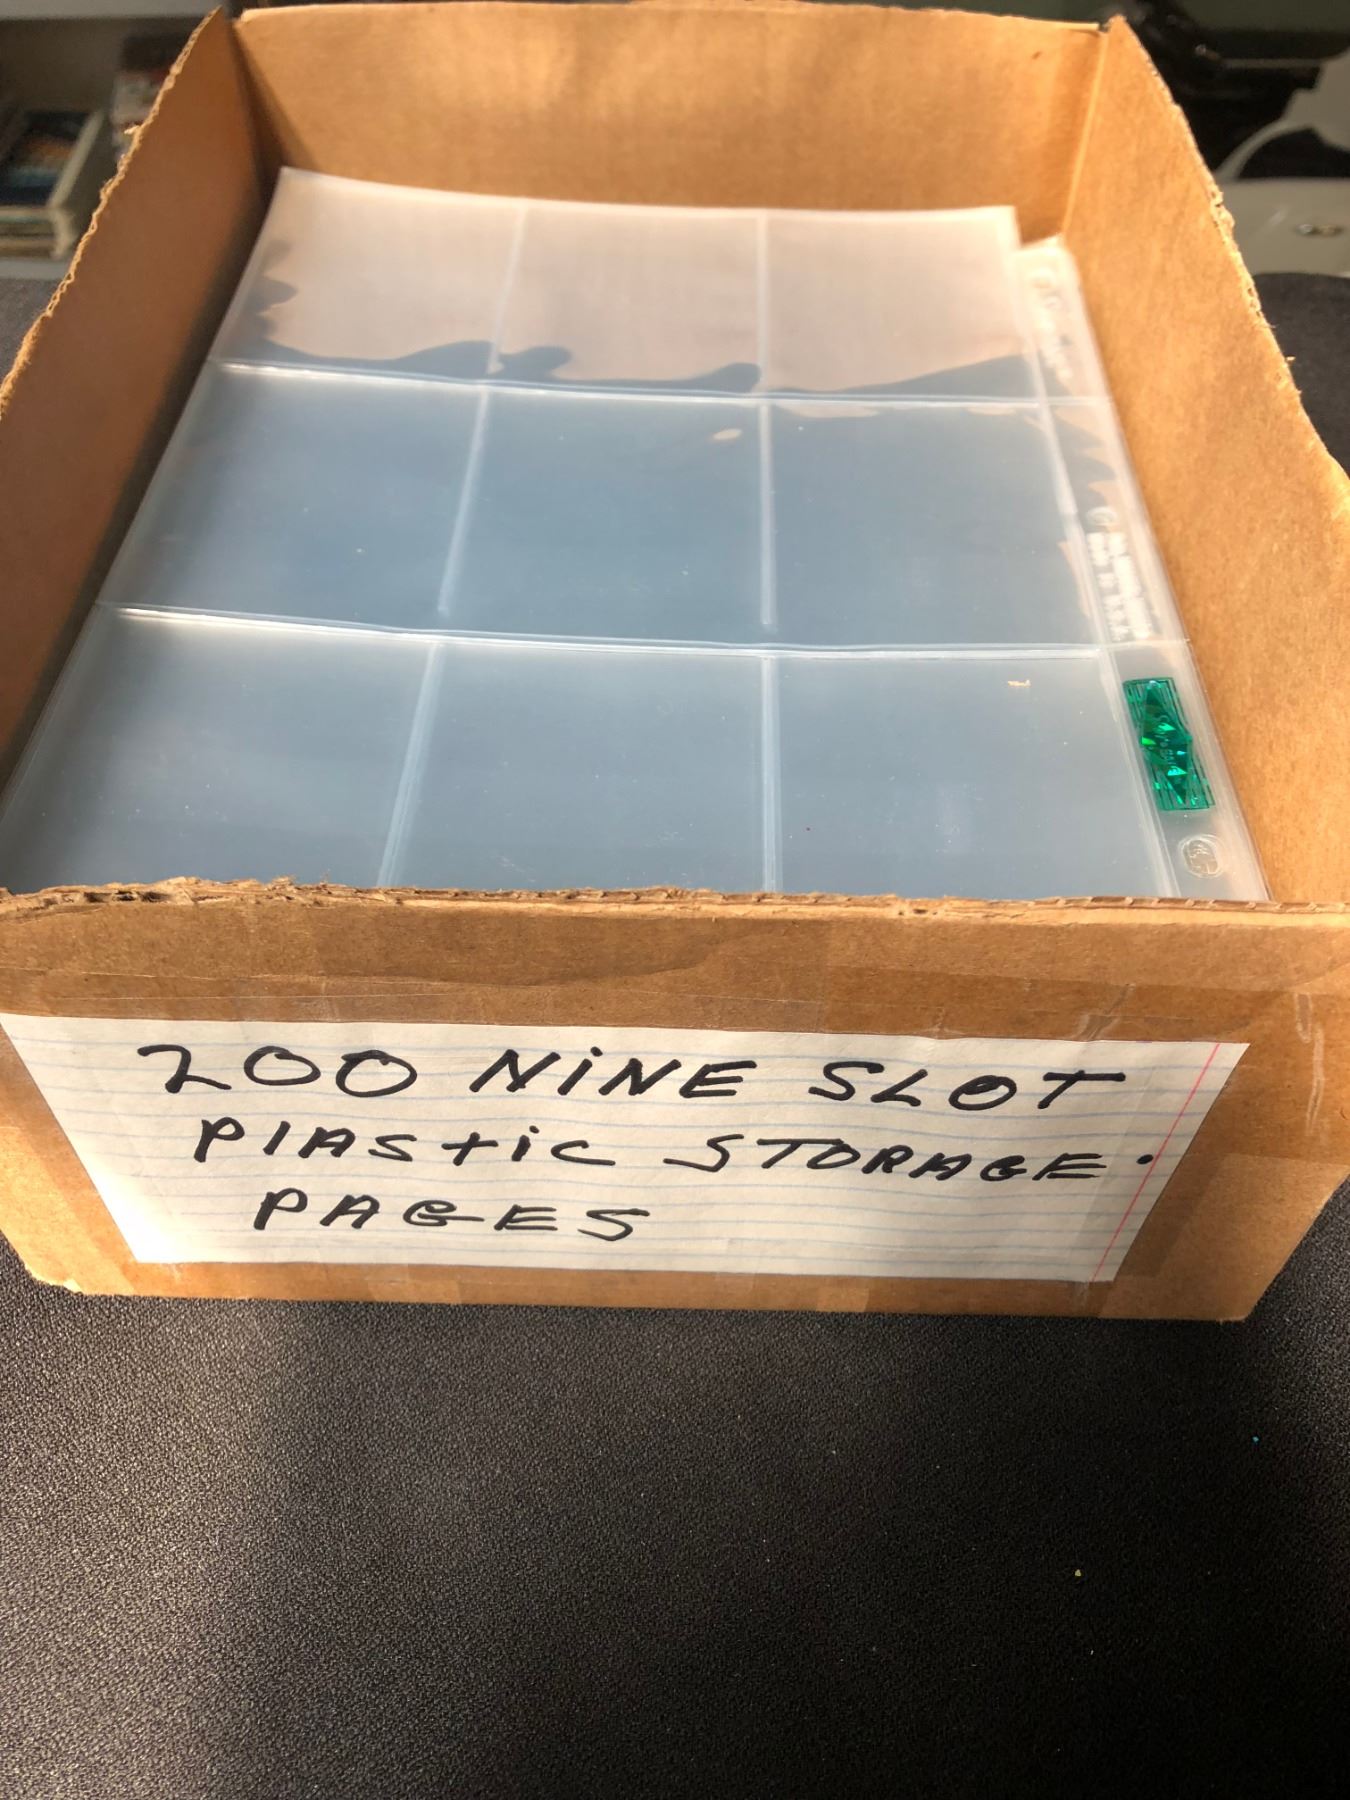 200 NiNE SLOT
PlAStiC STORAGE
PAGES